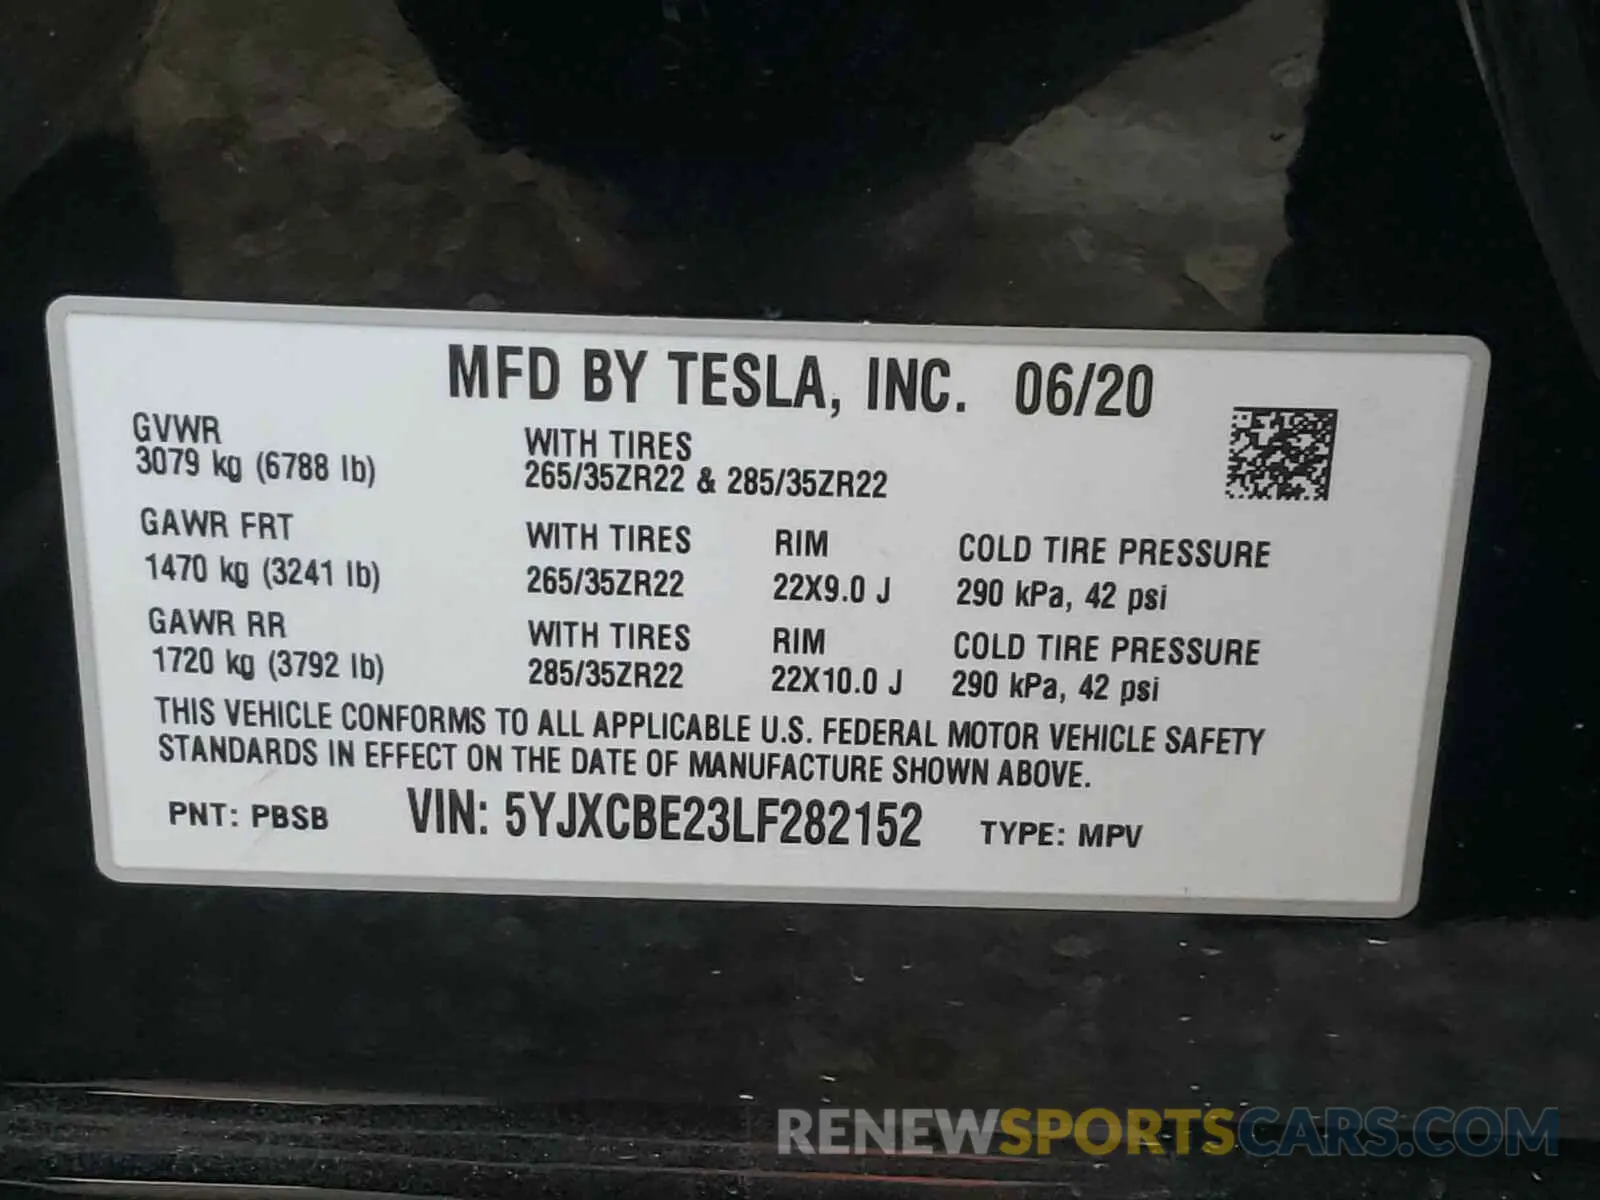 MFD BY TESLA, INC. 06/20
GVWR
3079 kg (6788 lb)
WITH TIRES
265/35ZR22 & 285/35ZR22
GAWR FRT WITH TIRES RIM COLD TIRE PRESSURE
1470 kg (3241 lb) 265/35ZR22 22X9.0 J 290 kPa, 42 psi
GAWR RR WITH TIRES RIM COLD TIRE PRESSURE
1720 kg (3792 lb) 285/35ZR22 22X10.0 J 290 kPa, 42 psi
THIS VEHICLE CONFORMS TO ALL APPLICABLE U.S. FEDERAL MOTOR VEHICLE SAFETY
STANDARDS IN EFFECT ON THE DATE OF MANUFACTURE SHOWN ABOVE.
PNT: PBSB VIN: 5YJXCBE23LF282152 TYPE: MPV
RENEWSPORTSCARS.COM